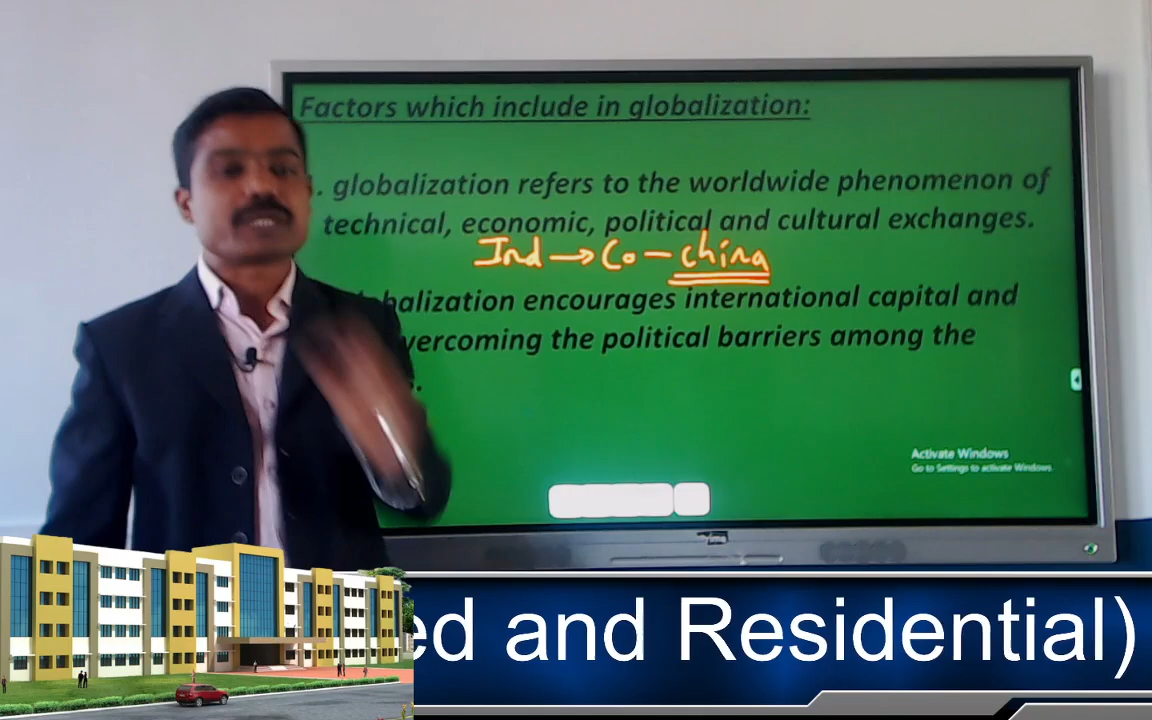 Factors which include in globalization:
. globalization refers to the worldwide phenomenon of
technical, economic, political and cultural exchanges.
Ind → Co – china
balization encourages international capital and
vercoming the political barriers among the
.
Activate Windows
Go to Settings to activate Windows.
ed and Residential)